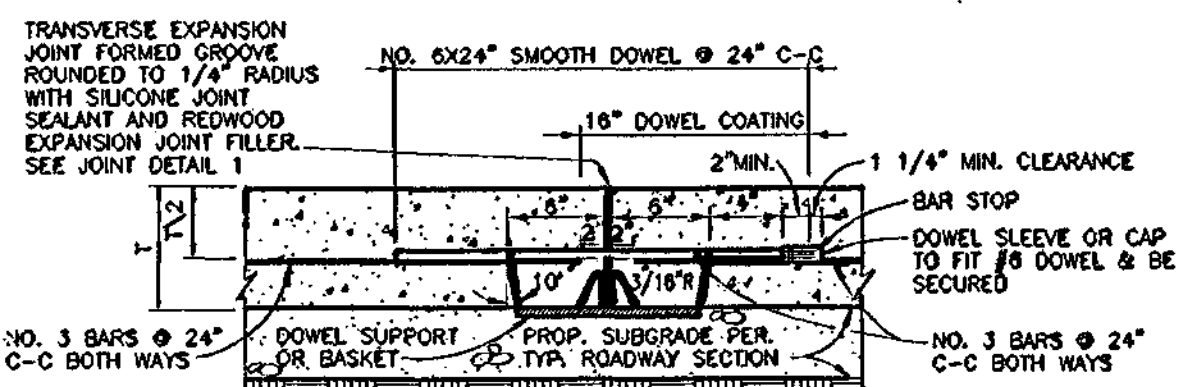 TRANSVERSE EXPANSION
JOINT FORMED GROOVE
ROUNDED TO 1/4" RADIUS
WITH SILICONE JOINT
SEALANT AND REDWOOD
EXPANSION JOINT FILLER.
SEE JOINT DETAIL 1
NO. 6X24" SMOOTH DOWEL @ 24" C-C
16" DOWEL COATING
2"MIN.
1 1/4" MIN. CLEARANCE
BAR STOP
DOWEL SLEEVE OR CAP
TO FIT #6 DOWEL & BE
SECURED
T
T\2
6"
6"
4"
2"
2"
10"
3/16"R
NO. 3 BARS @ 24"
C-C BOTH WAYS
DOWEL SUPPORT
OR BASKET
PROP. SUBGRADE PER.
TYP. ROADWAY SECTION
NO. 3 BARS @ 24"
C-C BOTH WAYS